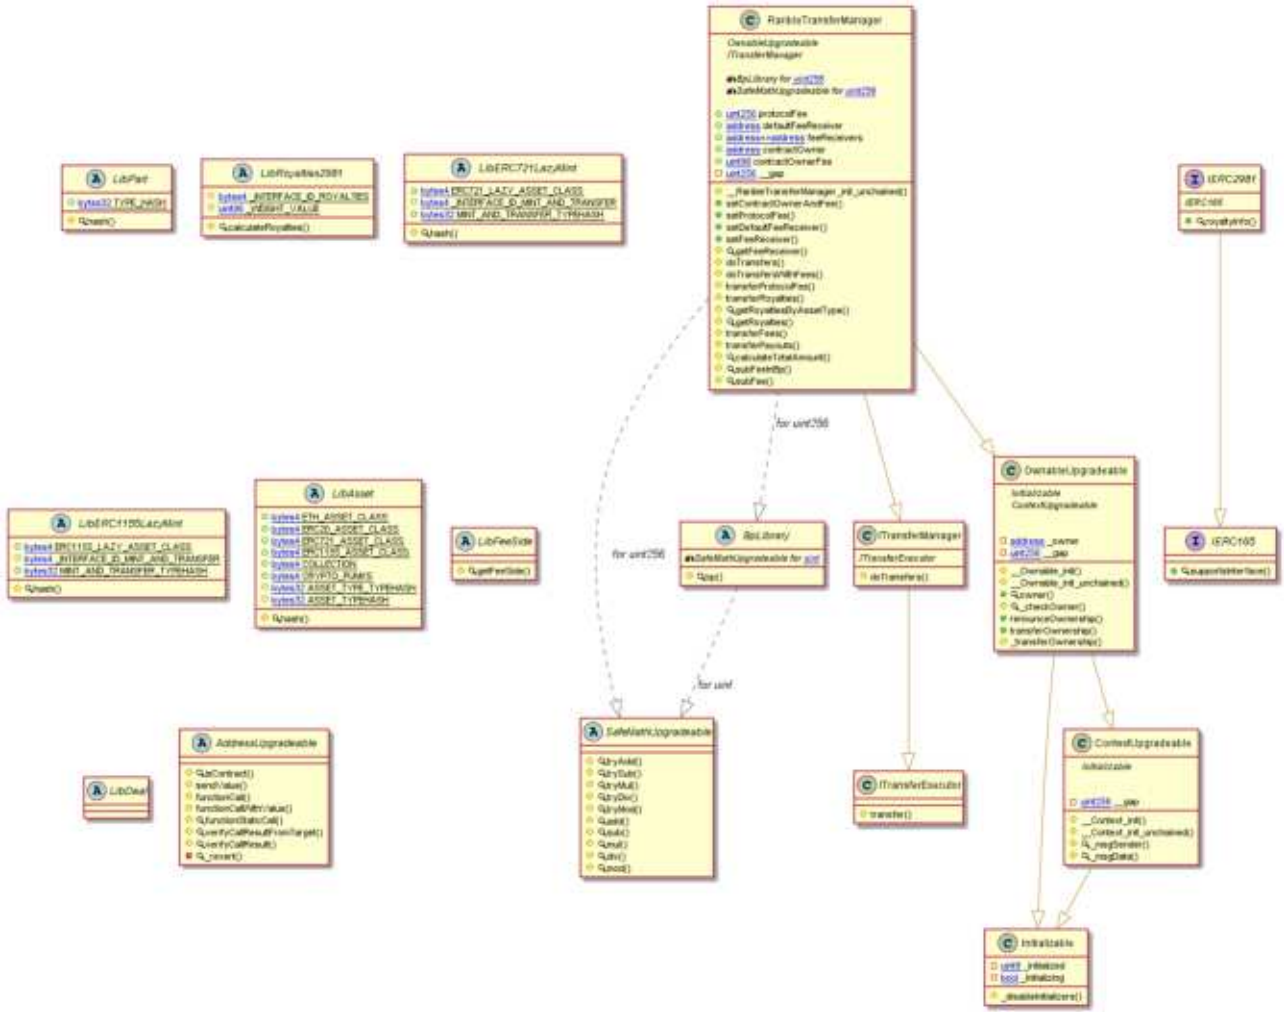 C RaribleTransferManager
OwnableUpgradeable
ITransferManager
BpLibrary for uint256
SafeMathUpgradeable for uint256
uint256 protocolFee
address defaultFeeReceiver
address=>address feeReceivers
address contractOwner
uint96 contractOwnerFee
uint256 __gap
__RaribleTransferManager_init_unchained()
setContractOwnerAndFee()
setProtocolFee()
setDefaultFeeReceiver()
setFeeReceiver()
getFeeReceiver()
doTransfers()
doTransfersWithFees()
transferProtocolFee()
transferRoyalties()
getRoyaltiesByAssetType()
getRoyalties()
transferFees()
transferPayouts()
calculateTotalAmount()
subFeeInBp()
subFee()
A LibPart
bytes32 TYPE_HASH
hash()
A LibRoyalties2981
bytes4 _INTERFACE_ID_ROYALTIES
uint96 _WEIGHT_VALUE
calculateRoyalties()
A LibERC721LazyMint
bytes4 ERC721_LAZY_ASSET_CLASS
bytes4 _INTERFACE_ID_MINT_AND_TRANSFER
bytes32 MINT_AND_TRANSFER_TYPEHASH
hash()
I IERC2981
IERC165
royaltyInfo()
for uint256
for uint256
C OwnableUpgradeable
Initializable
ContextUpgradeable
address _owner
uint256 __gap
__Ownable_init()
__Ownable_init_unchained()
owner()
_checkOwner()
renounceOwnership()
transferOwnership()
_transferOwnership()
A LibERC1155LazyMint
bytes4 ERC1155_LAZY_ASSET_CLASS
bytes4 _INTERFACE_ID_MINT_AND_TRANSFER
bytes32 MINT_AND_TRANSFER_TYPEHASH
hash()
A LibAsset
bytes4 ETH_ASSET_CLASS
bytes4 ERC20_ASSET_CLASS
bytes4 ERC721_ASSET_CLASS
bytes4 ERC1155_ASSET_CLASS
bytes4 COLLECTION
bytes4 CRYPTO_PUNKS
bytes32 ASSET_TYPE_TYPEHASH
bytes32 ASSET_TYPEHASH
hash()
A LibFeeSide
getFeeSide()
A BpLibrary
SafeMathUpgradeable for uint
bp()
C ITransferManager
ITransferExecutor
doTransfers()
I IERC165
supportsInterface()
for uint
A LibDeal
A AddressUpgradeable
isContract()
sendValue()
functionCall()
functionCallWithValue()
functionStaticCall()
verifyCallResultFromTarget()
verifyCallResult()
_revert()
A SafeMathUpgradeable
tryAdd()
trySub()
tryMul()
tryDiv()
tryMod()
add()
sub()
mul()
div()
mod()
C ITransferExecutor
transfer()
C ContextUpgradeable
Initializable
uint256 __gap
__Context_init()
__Context_init_unchained()
_msgSender()
_msgData()
C Initializable
uint8 _initialized
bool _initializing
_disableInitializers()